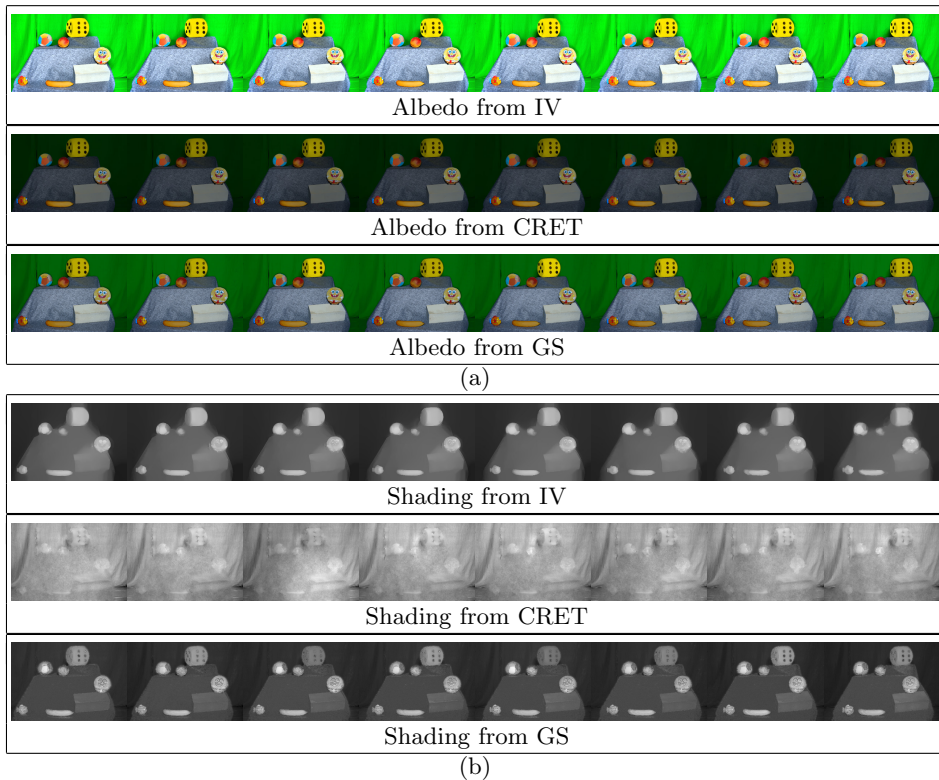 Albedo from IV
Albedo from CRET
Albedo from GS
(a)
Shading from IV
Shading from CRET
Shading from GS
(b)